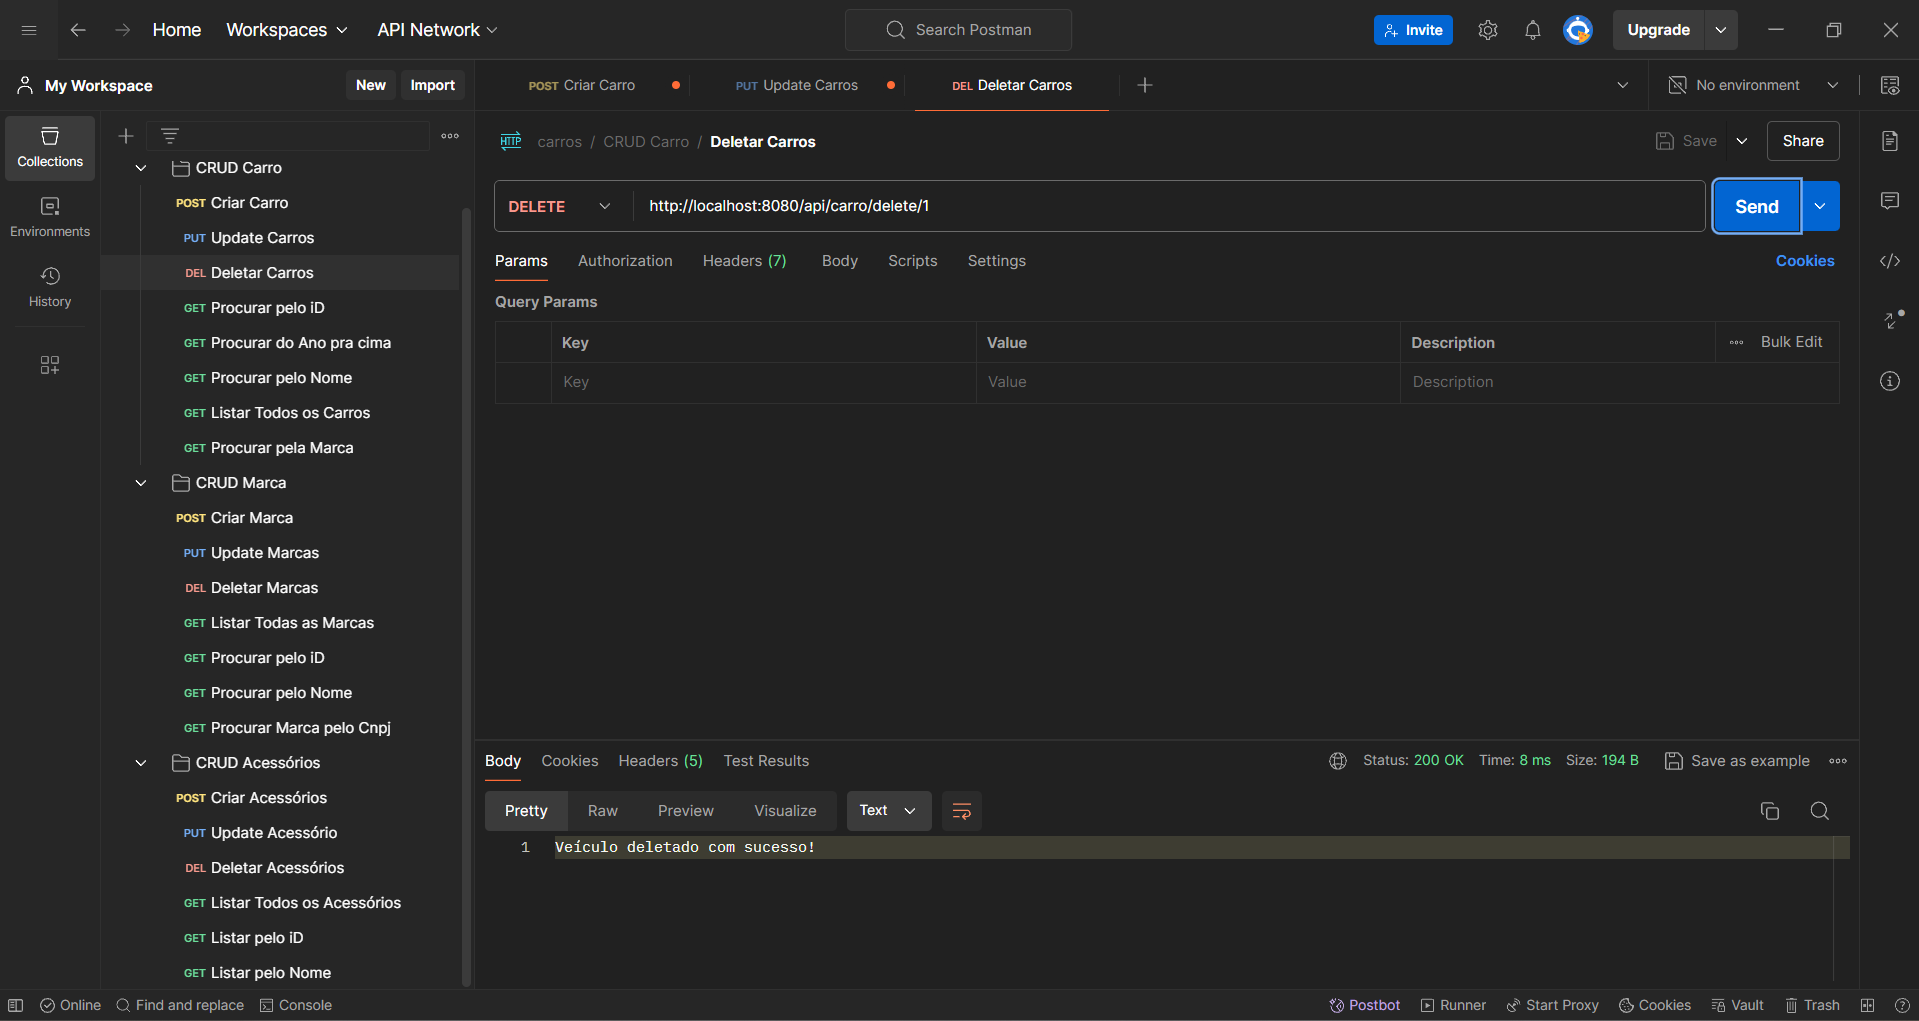 Home
Workspaces
API Network
Search Postman
Invite
Upgrade
My Workspace
New
Import
POST Criar Carro
PUT Update Carros
DEL Deletar Carros
No environment
Collections
Environments
History
CRUD Carro
POST Criar Carro
PUT Update Carros
DEL Deletar Carros
GET Procurar pelo iD
GET Procurar do Ano pra cima
GET Procurar pelo Nome
GET Listar Todos os Carros
GET Procurar pela Marca
CRUD Marca
POST Criar Marca
PUT Update Marcas
DEL Deletar Marcas
GET Listar Todas as Marcas
GET Procurar pelo iD
GET Procurar pelo Nome
GET Procurar Marca pelo Cnpj
CRUD Acessórios
POST Criar Acessórios
PUT Update Acessório
DEL Deletar Acessórios
GET Listar Todos os Acessórios
GET Listar pelo iD
GET Listar pelo Nome
HTTP carros / CRUD Carro / Deletar Carros
Save
Share
DELETE
http://localhost:8080/api/carro/delete/1
Send
Params
Authorization
Headers (7)
Body
Scripts
Settings
Cookies
Query Params
Key
Value
Description
Bulk Edit
Key
Value
Description
Body
Cookies
Headers (5)
Test Results
Status: 200 OK
Time: 8 ms
Size: 194 B
Save as example
Pretty
Raw
Preview
Visualize
Text
1 Veículo deletado com sucesso!
Online
Find and replace
Console
Postbot
Runner
Start Proxy
Cookies
Vault
Trash